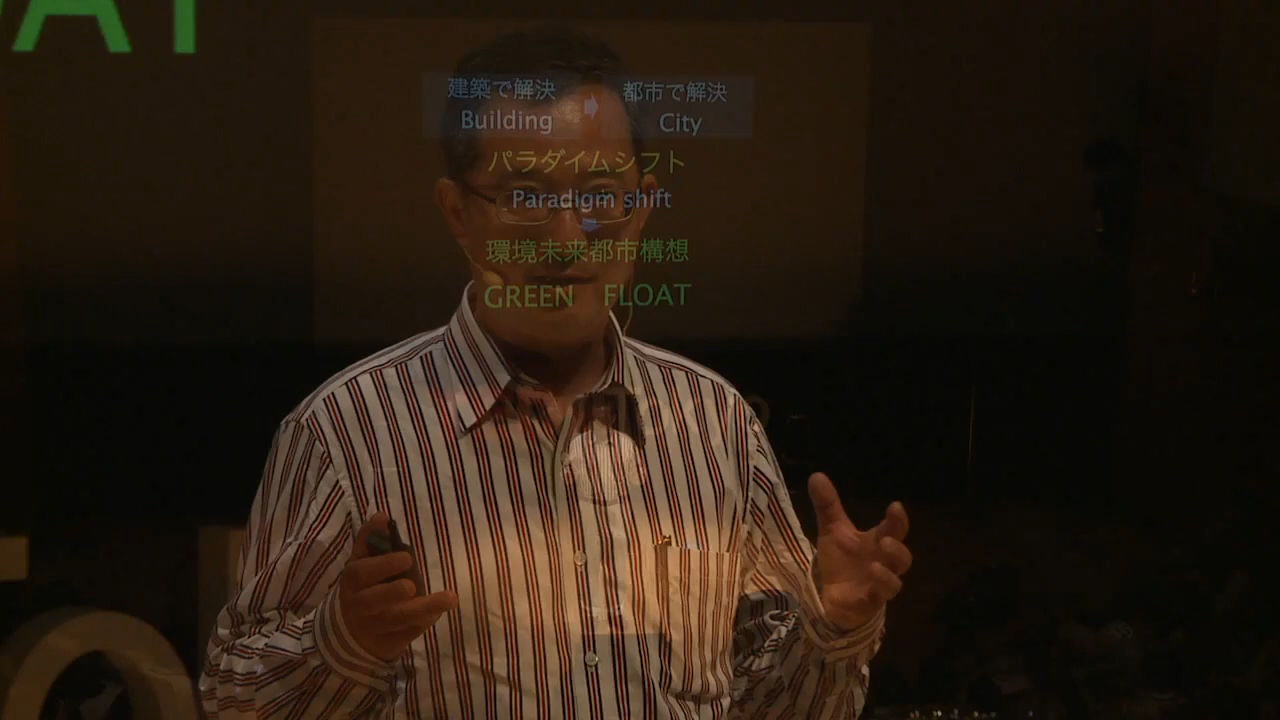 建築で解決 都市で解決
Building City
パラダイムシフト
Paradigm shift
環境未来都市構想
GREEN FLOAT